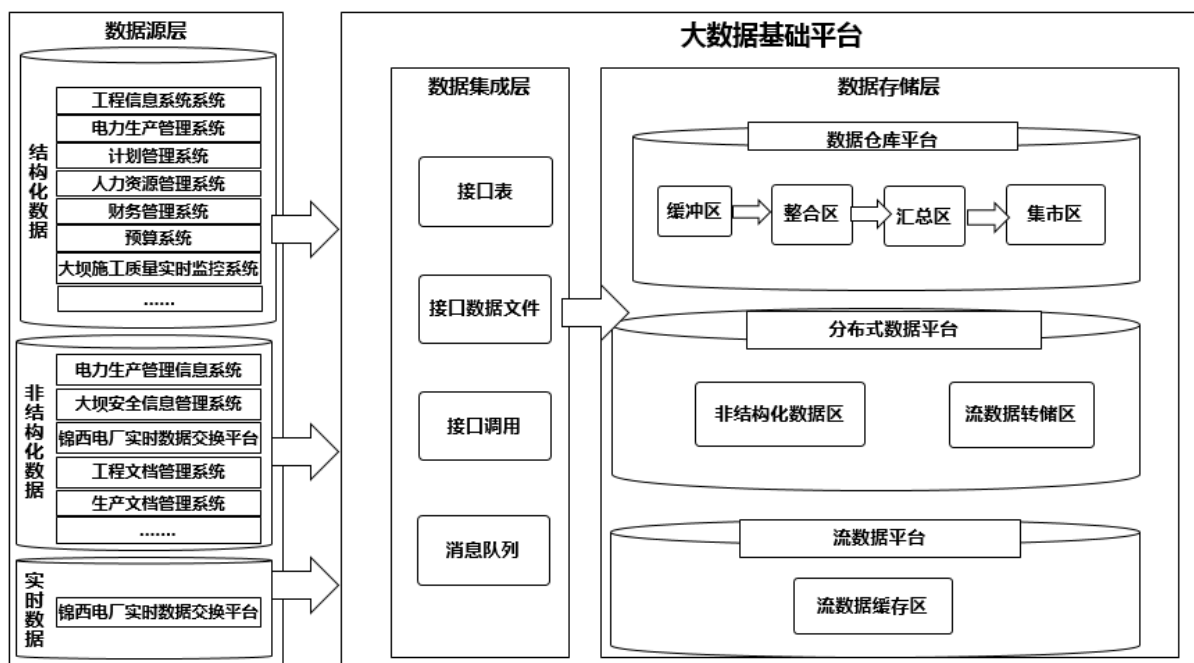 数据源层
结构化数据
工程信息系统系统
电力生产管理系统
计划管理系统
人力资源管理系统
财务管理系统
预算系统
大坝施工质量实时监控系统
......
非结构化数据
电力生产管理信息系统
大坝安全信息管理系统
锦西电厂实时数据交换平台
工程文档管理系统
生产文档管理系统
.......
实时数据
锦西电厂实时数据交换平台
大数据基础平台
数据集成层
接口表
接口数据文件
接口调用
消息队列
数据存储层
数据仓库平台
缓冲区
整合区
汇总区
集市区
分布式数据平台
非结构化数据区
流数据转储区
流数据平台
流数据缓存区